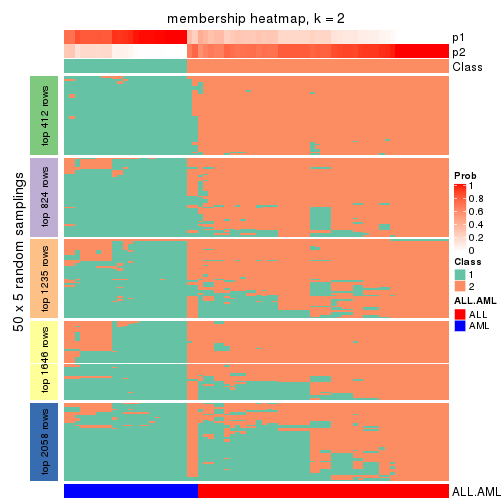 membership heatmap, k = 2
p1
p2
Class
50 x 5 random samplings
top 412 rows
top 824 rows
top 1235 rows
top 1646 rows
top 2058 rows
Prob
1
0.8
0.6
0.4
0.2
0
Class
1
2
ALL.AML
ALL
AML
ALL.AML